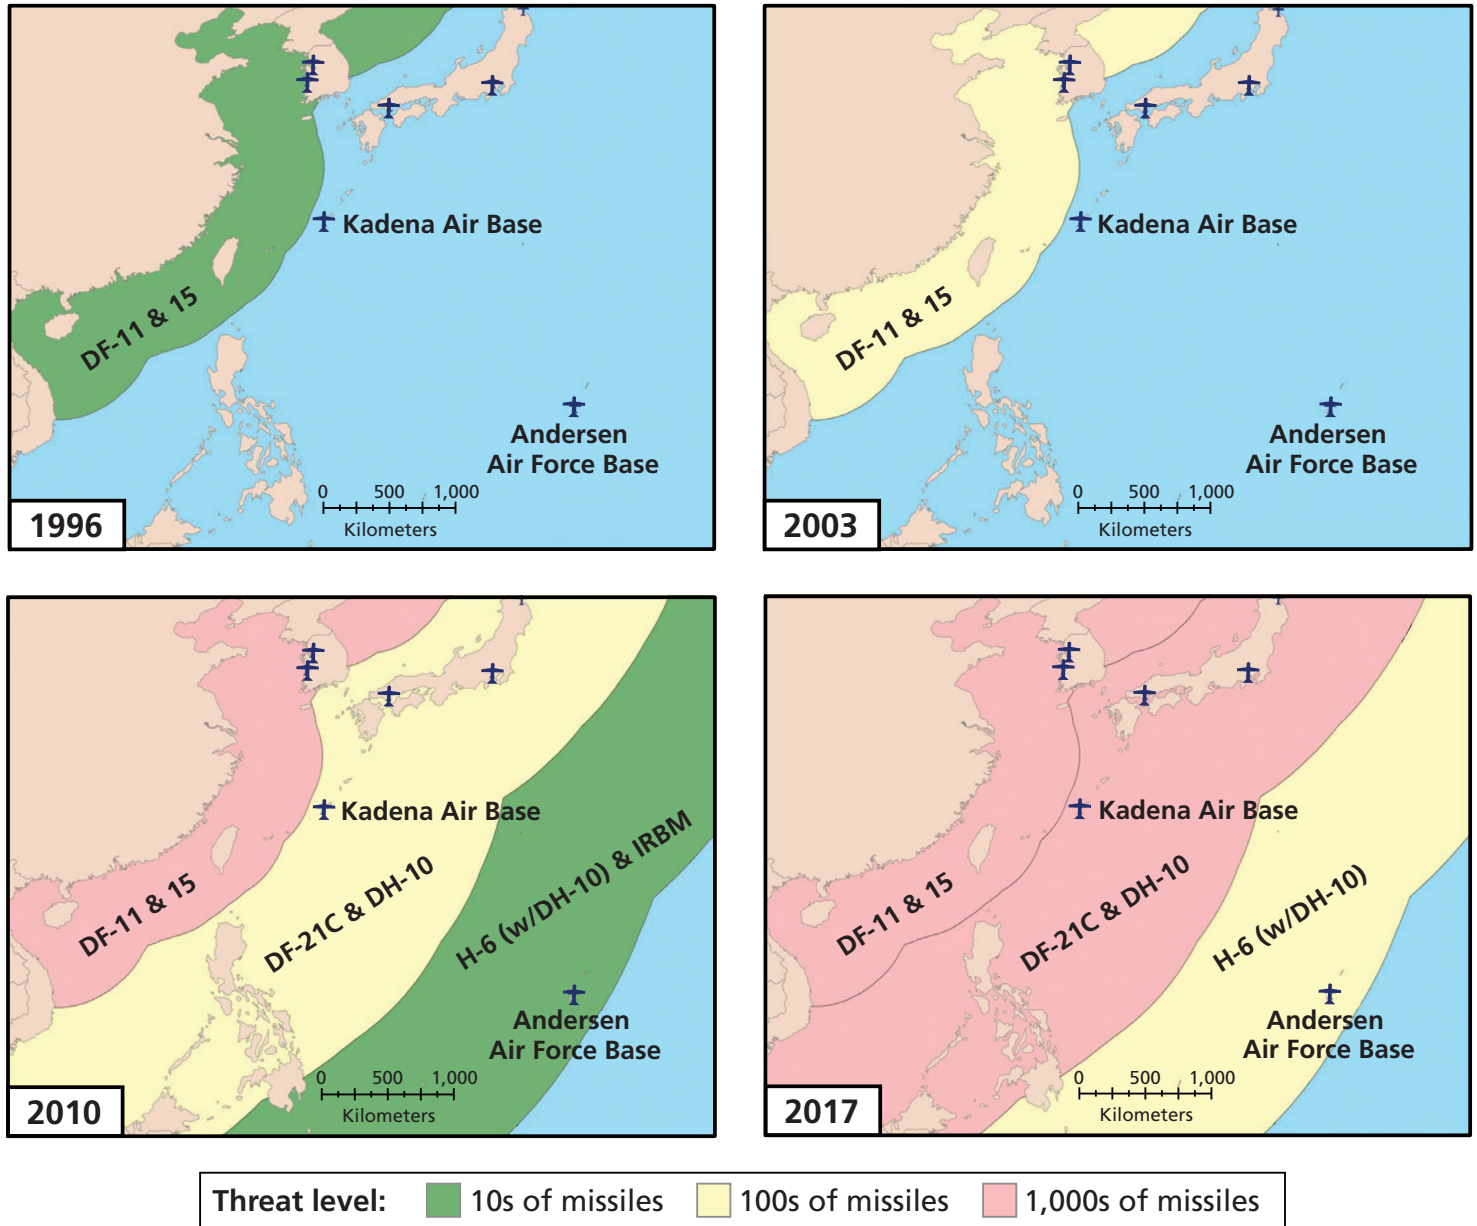 Kadena Air Base
DF-11 & 15
Andersen
Air Force Base
0 500 1,000
Kilometers
1996
Kadena Air Base
DF-11 & 15
Andersen
Air Force Base
0 500 1,000
Kilometers
2003
Kadena Air Base
DF-11 & 15
DF-21C & DH-10
H-6 (w/DH-10) & IRBM
Andersen
Air Force Base
0 500 1,000
Kilometers
2010
Kadena Air Base
DF-11 & 15
DF-21C & DH-10
H-6 (w/DH-10)
Andersen
Air Force Base
0 500 1,000
Kilometers
2017
Threat level: 10s of missiles 100s of missiles 1,000s of missiles